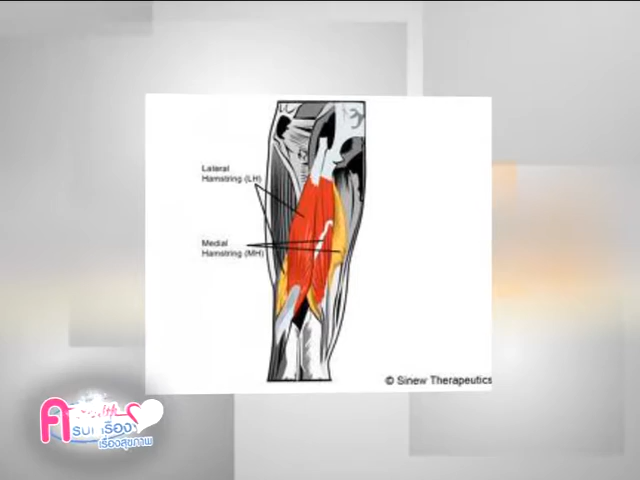 Lateral
Hamstring (LH)
Medial
Hamstring (MH)
© Sinew Therapeutics
เรื่องสุขภาพ